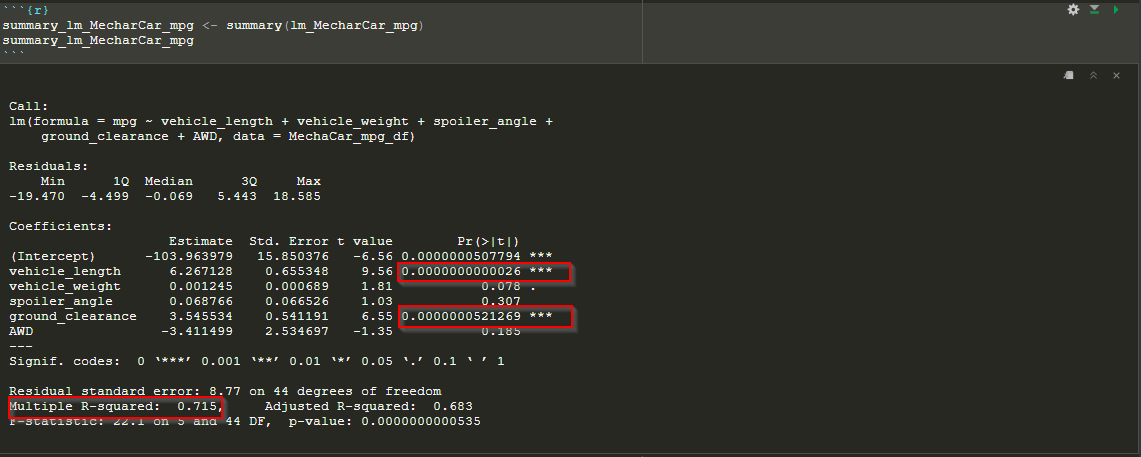 ```{r}
summary_lm_MecharCar_mpg <- summary(lm_MecharCar_mpg)
summary_lm_MecharCar_mpg
```
Call:
lm(formula = mpg ~ vehicle_length + vehicle_weight + spoiler_angle +
    ground_clearance + AWD, data = MechaCar_mpg_df)
Residuals:
    Min      1Q  Median      3Q     Max
-19.470  -4.499  -0.069   5.443  18.585
Coefficients:
                    Estimate  Std. Error t value        Pr(>|t|)
(Intercept)      -103.963979   15.850376   -6.56 0.0000000507794 ***
vehicle_length      6.267128    0.655348    9.56 0.0000000000026 ***
vehicle_weight      0.001245    0.000689    1.81           0.078 .
spoiler_angle       0.068766    0.066526    1.03           0.307
ground_clearance    3.545534    0.541191    6.55 0.0000000521269 ***
AWD                -3.411499    2.534697   -1.35           0.185
---
Signif. codes:  0 ‘***’ 0.001 ‘**’ 0.01 ‘*’ 0.05 ‘.’ 0.1 ‘ ’ 1
Residual standard error: 8.77 on 44 degrees of freedom
Multiple R-squared:  0.715,     Adjusted R-squared:  0.683
F-statistic: 22.1 on 5 and 44 DF,  p-value: 0.0000000000535